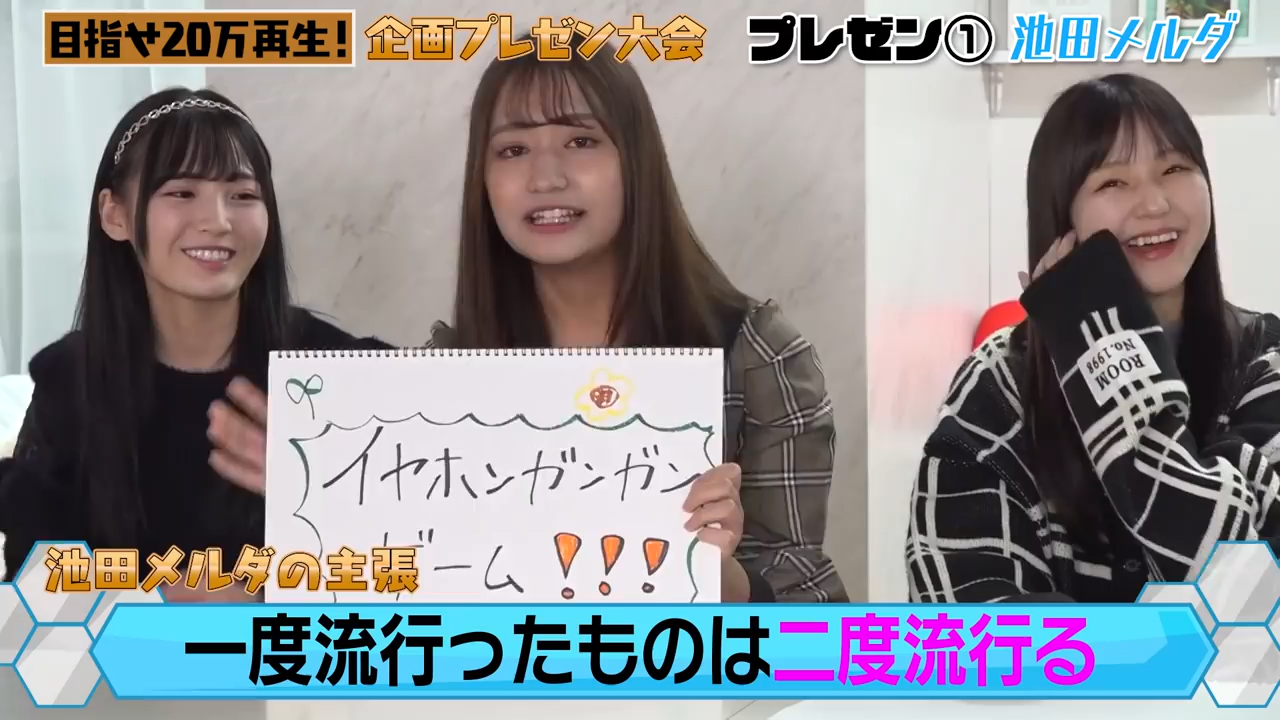 目指せ20万再生!
企画プレゼン大会
プレゼン①
池田メルダ
ROOM
No.1998
イヤホンガンガン
ゲーム!!!
池田メルダの主張
一度流行ったものは二度流行る